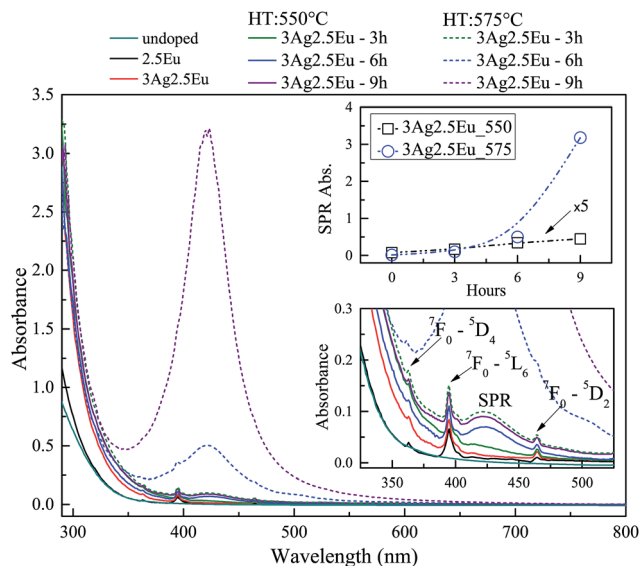 HT:550°C HT:575°C
undoped 3Ag2.5Eu - 3h 3Ag2.5Eu - 3h
2.5Eu 3Ag2.5Eu - 6h 3Ag2.5Eu - 6h
3Ag2.5Eu 3Ag2.5Eu - 9h 3Ag2.5Eu - 9h
Absorbance
3.5
3.0
2.5
2.0
1.5
1.0
0.5
0.0
290 400 500 600 700 800
Wavelength (nm)
SPR Abs.
4
3
2
1
0
3Ag2.5Eu_550
3Ag2.5Eu_575
x5
0 3 6 9
Hours
Absorbance
0.3
0.2
0.1
0.0
⁷F₀ - ⁵D₄
⁷F₀ - ⁵L₆
SPR
⁷F₀ - ⁵D₂
350 400 450 500